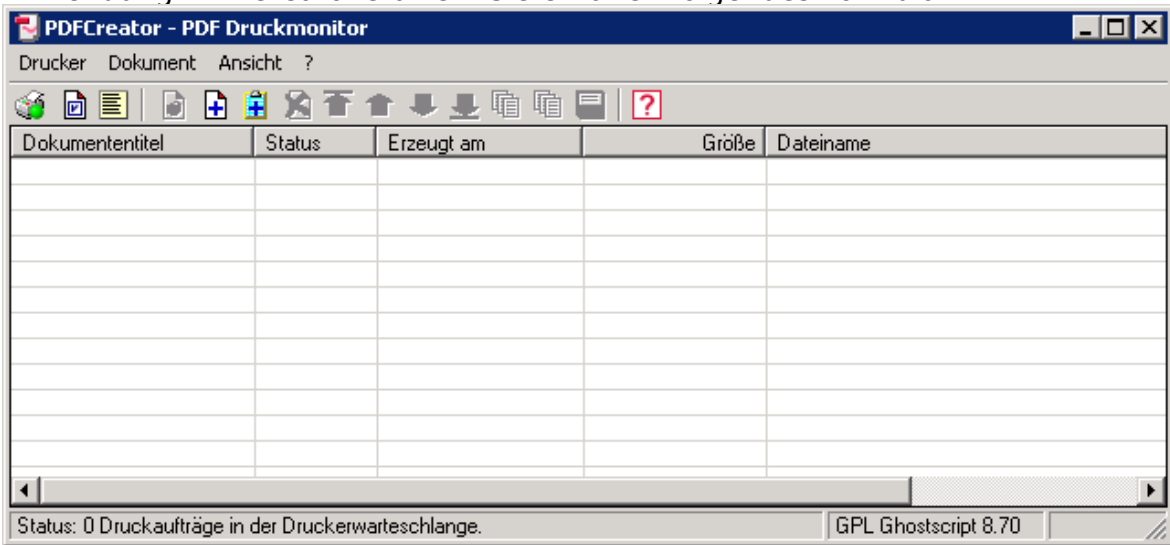 PDFCreator - PDF Druckmonitor
Drucker Dokument Ansicht ?
Dokumententitel Status Erzeugt am Größe Dateiname
Status: 0 Druckaufträge in der Druckerwarteschlange. GPL Ghostscript 8.70